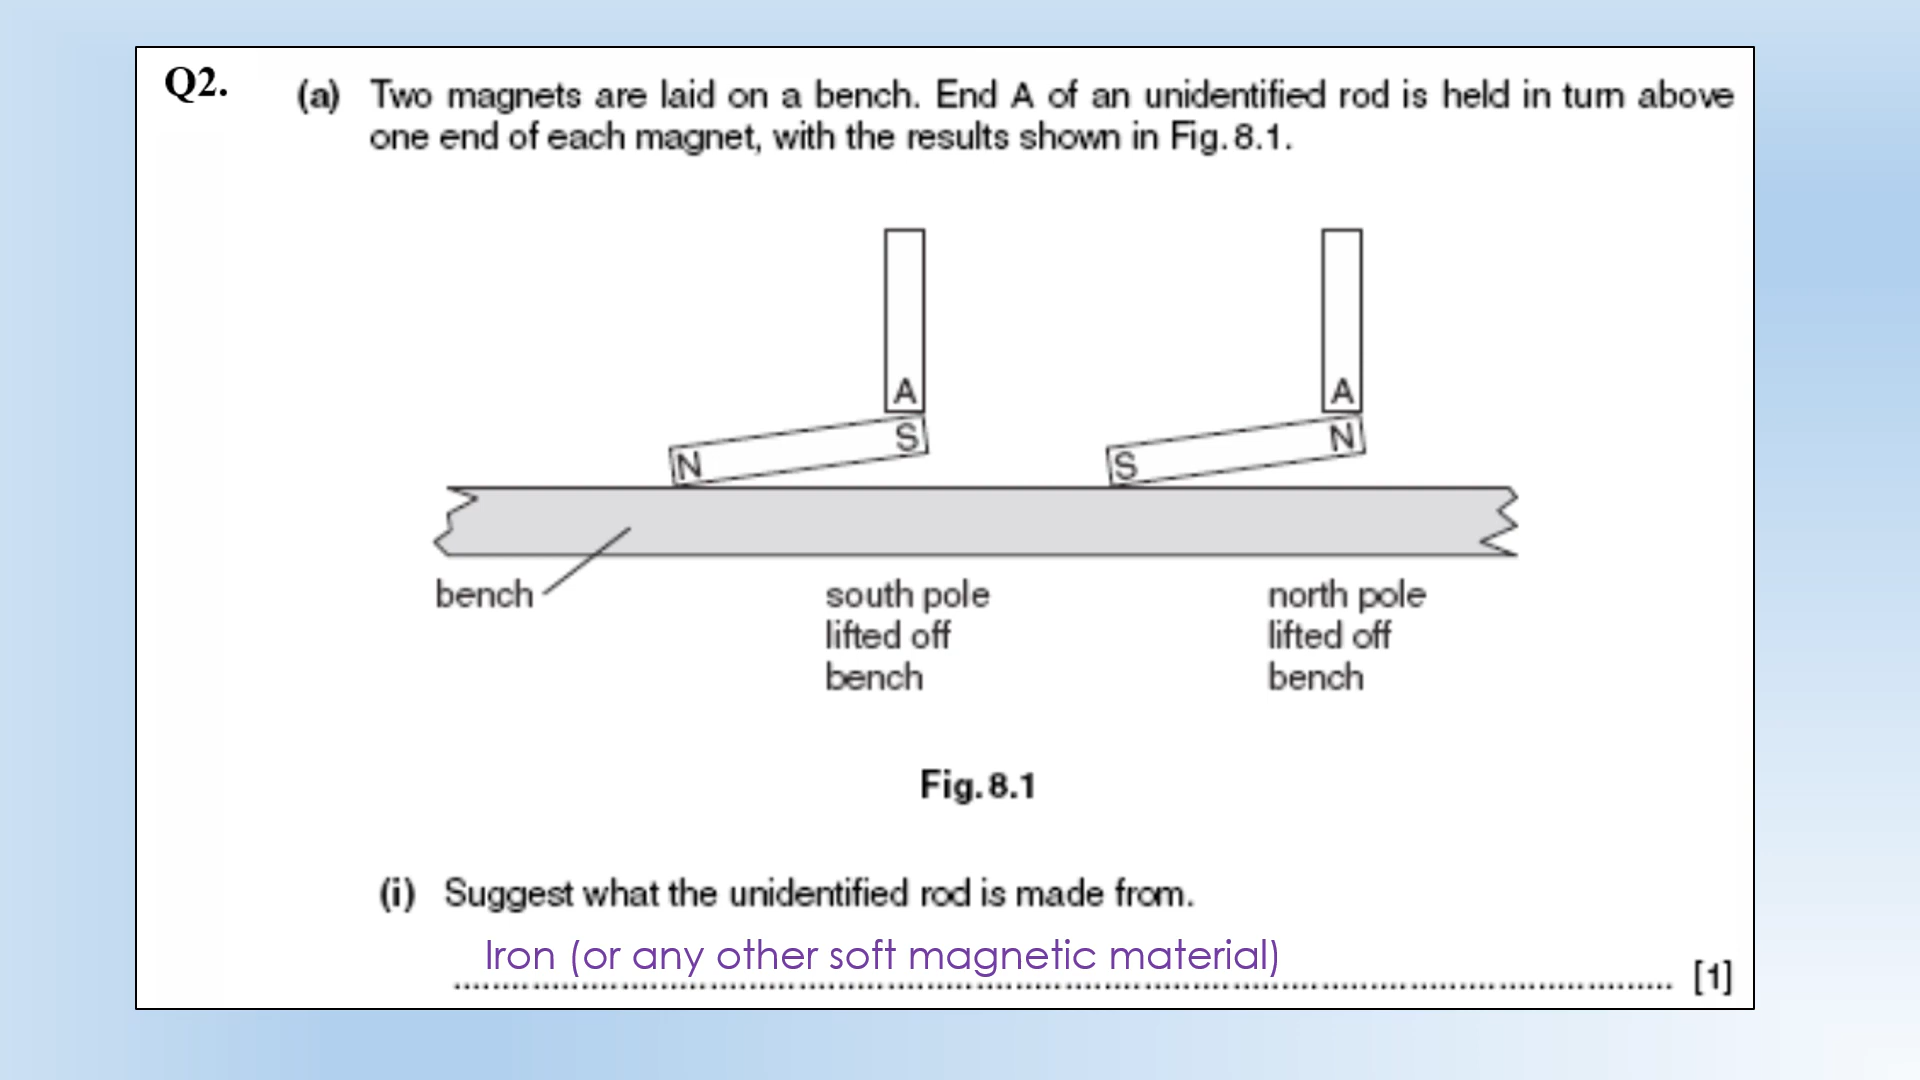 Q2.
(a) Two magnets are laid on a bench. End A of an unidentified rod is held in turn above
one end of each magnet, with the results shown in Fig. 8.1.
A A
S N
N S
bench south pole north pole
lifted off lifted off
bench bench
Fig. 8.1
(i) Suggest what the unidentified rod is made from.
Iron (or any other soft magnetic material)
[1]